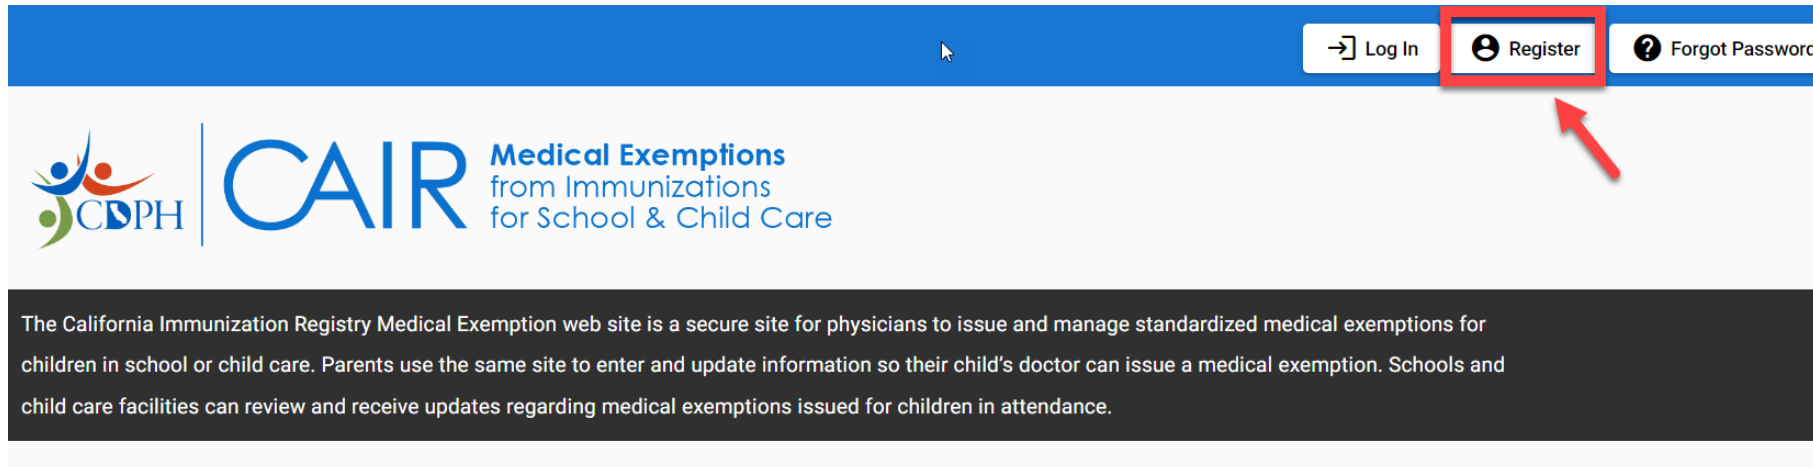 Log In
Register
Forgot Password
CDPH
CAIR
Medical Exemptions
from Immunizations
for School & Child Care
The California Immunization Registry Medical Exemption web site is a secure site for physicians to issue and manage standardized medical exemptions for
children in school or child care. Parents use the same site to enter and update information so their child’s doctor can issue a medical exemption. Schools and
child care facilities can review and receive updates regarding medical exemptions issued for children in attendance.